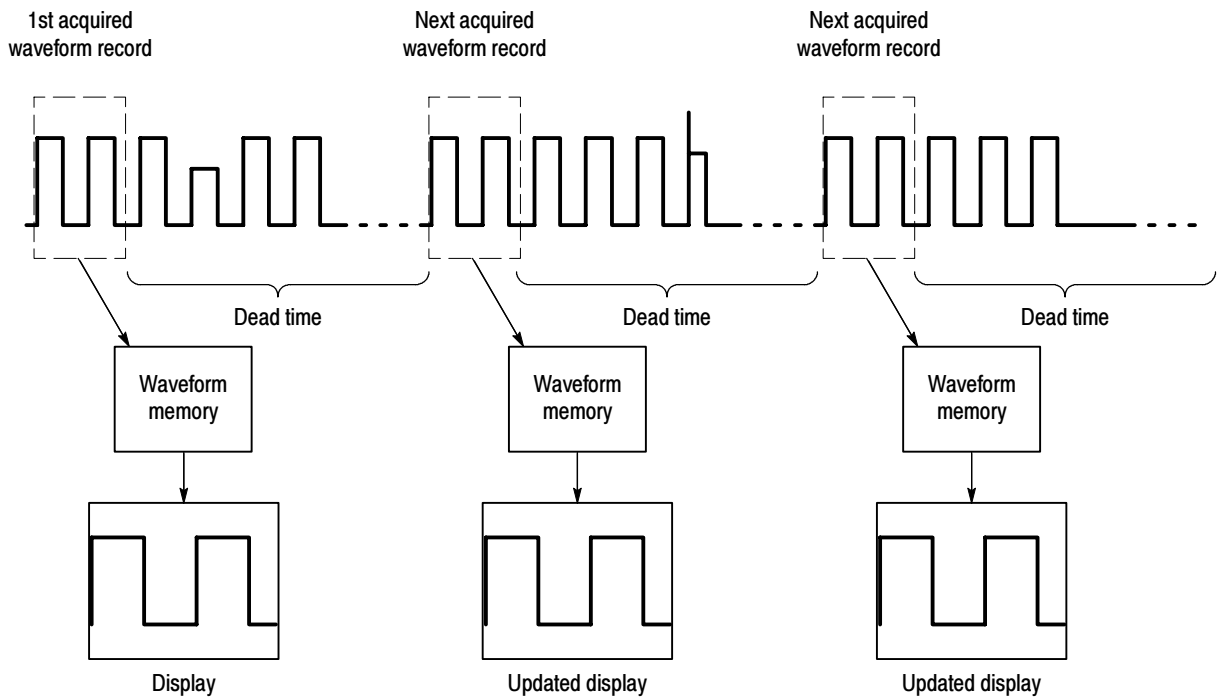 1st acquired
waveform record
Next acquired
waveform record
Next acquired
waveform record
Dead time
Dead time
Dead time
Waveform
memory
Waveform
memory
Waveform
memory
Display
Updated display
Updated display